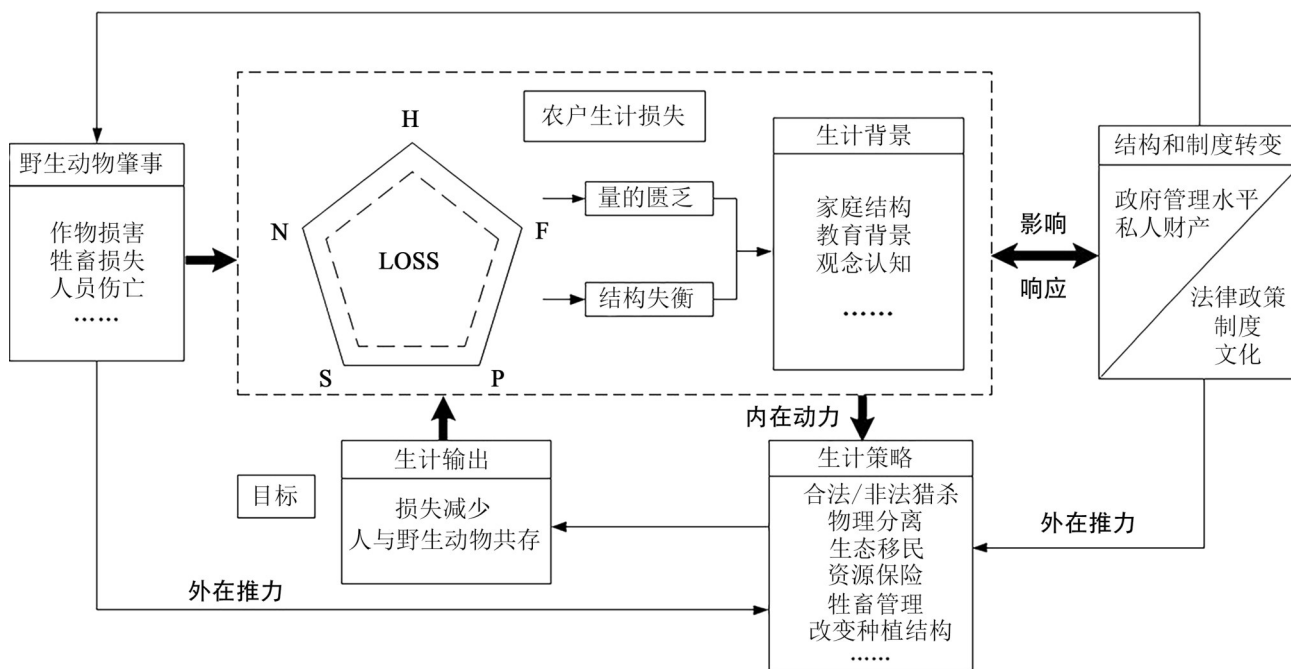 野生动物肇事
作物损害
牲畜损失
人员伤亡
……
H
N
F
LOSS
S
P
农户生计损失
量的匮乏
结构失衡
生计背景
家庭结构
教育背景
观念认知
……
影响
响应
结构和制度转变
政府管理水平
私人财产
法律政策
制度
文化
内在动力
生计输出
损失减少
人与野生动物共存
目标
生计策略
合法/非法猎杀
物理分离
生态移民
资源保险
牲畜管理
改变种植结构
……
外在推力
外在推力